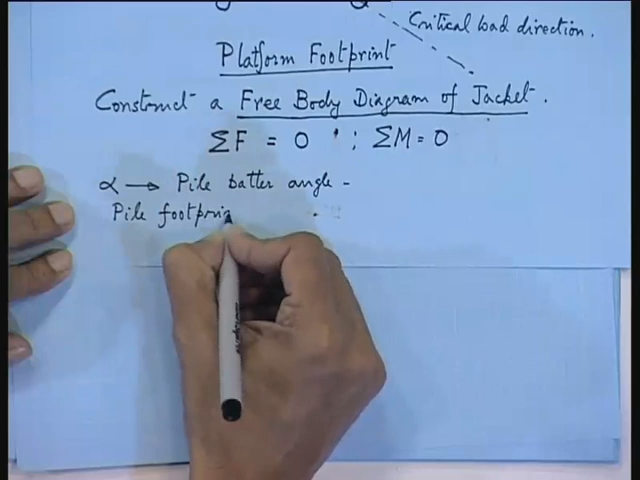 Critical load direction.
Platform Footprint
Construct a Free Body Diagram of Jacket.
ΣF = 0 ; ΣM = 0
α → Pile batter angle -
Pile footprin